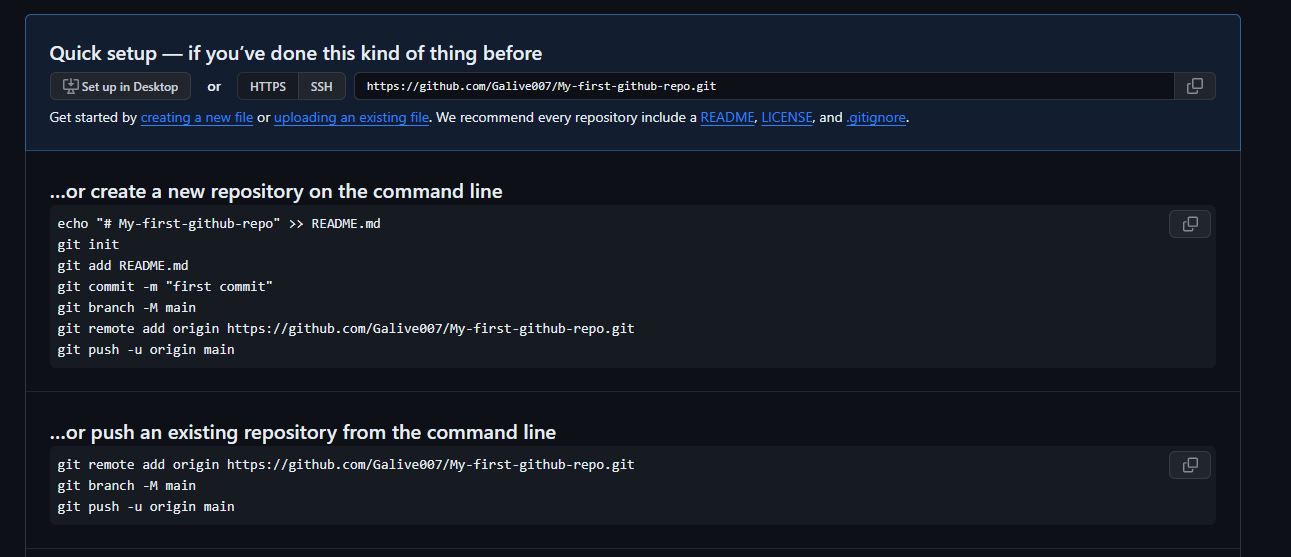 Quick setup — if you've done this kind of thing before
Set up in Desktop or HTTPS SSH https://github.com/Galive007/My-first-github-repo.git
Get started by creating a new file or uploading an existing file. We recommend every repository include a README, LICENSE, and .gitignore.
...or create a new repository on the command line
echo "# My-first-github-repo" >> README.md
git init
git add README.md
git commit -m "first commit"
git branch -M main
git remote add origin https://github.com/Galive007/My-first-github-repo.git
git push -u origin main
...or push an existing repository from the command line
git remote add origin https://github.com/Galive007/My-first-github-repo.git
git branch -M main
git push -u origin main